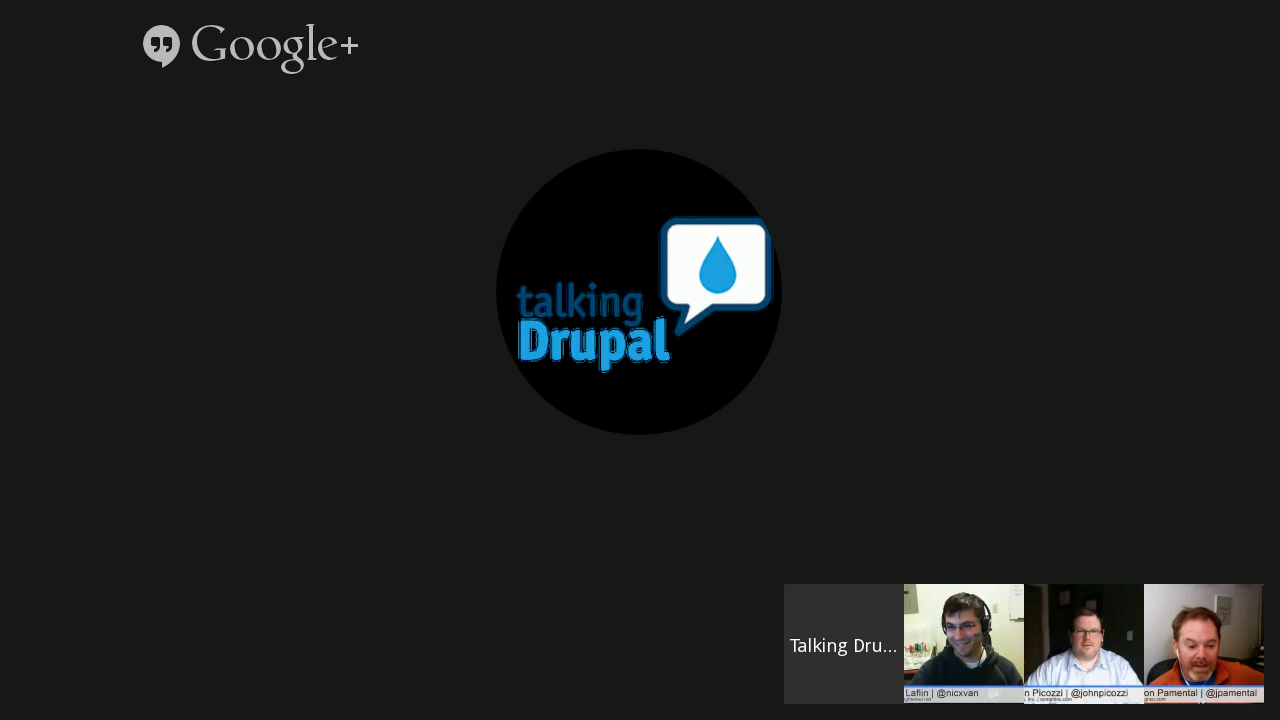 Google+
talking
Drupal
Talking Dru...
Laflin | @nicxvan
n Picozzi | @johnpicozzi
on Pamental | @jpamental